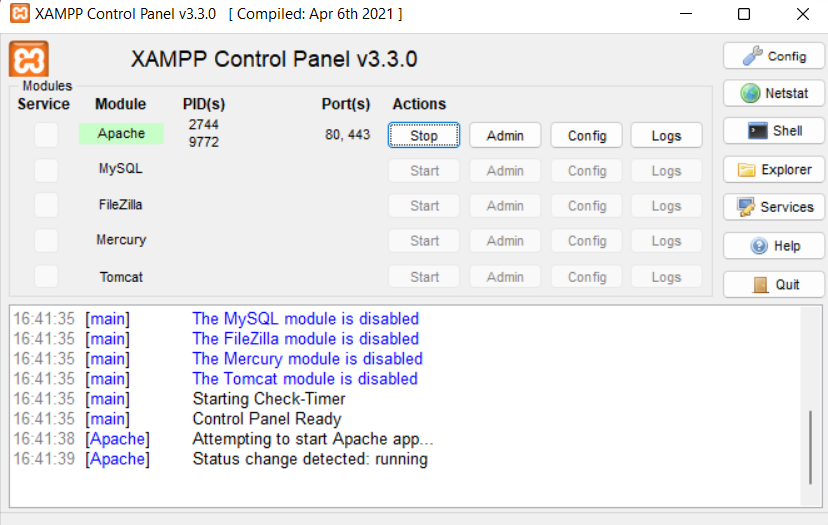 XAMPP Control Panel v3.3.0 [ Compiled: Apr 6th 2021 ]
XAMPP Control Panel v3.3.0
Config
Modules
Service Module PID(s) Port(s) Actions
Netstat
Apache 2744 9772 80, 443 Stop Admin Config Logs
Shell
MySQL Start Admin Config Logs
Explorer
FileZilla Start Admin Config Logs
Services
Mercury Start Admin Config Logs
Help
Tomcat Start Admin Config Logs
Quit
16:41:35 [main] The MySQL module is disabled
16:41:35 [main] The FileZilla module is disabled
16:41:35 [main] The Mercury module is disabled
16:41:35 [main] The Tomcat module is disabled
16:41:35 [main] Starting Check-Timer
16:41:35 [main] Control Panel Ready
16:41:38 [Apache] Attempting to start Apache app...
16:41:39 [Apache] Status change detected: running